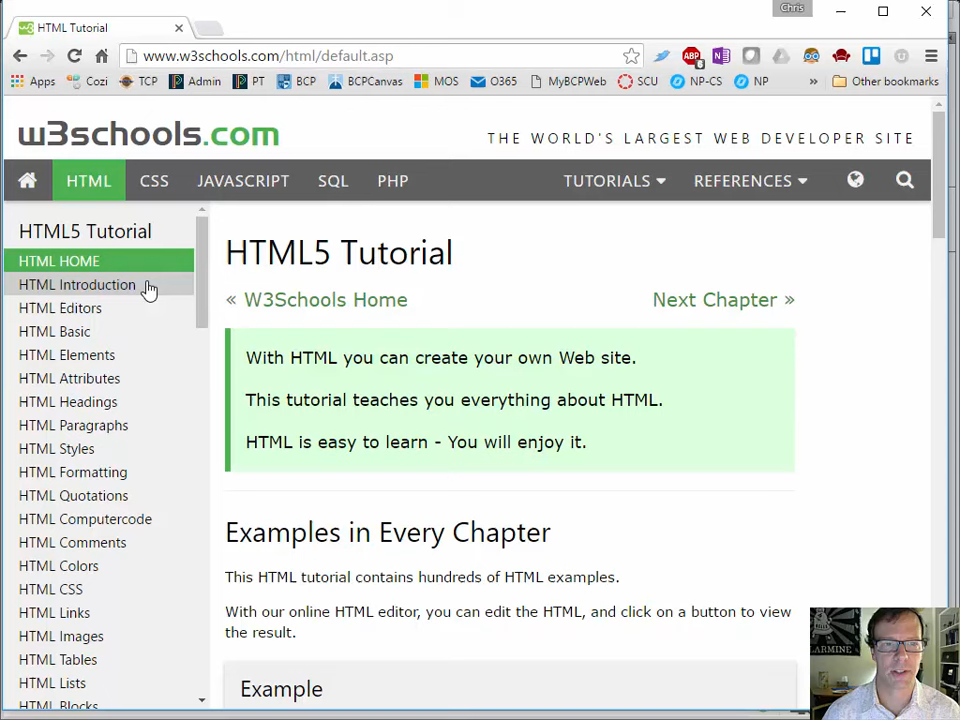 Chris
HTML Tutorial
www.w3schools.com/html/default.asp
ABP
Apps Cozi TCP Admin PT BCP BCPCanvas MOS O365 MyBCPWeb SCU NP-CS NP » Other bookmarks
w3schools.com
THE WORLD'S LARGEST WEB DEVELOPER SITE
HTML CSS JAVASCRIPT SQL PHP TUTORIALS REFERENCES
HTML5 Tutorial
HTML HOME
HTML Introduction
HTML Editors
HTML Basic
HTML Elements
HTML Attributes
HTML Headings
HTML Paragraphs
HTML Styles
HTML Formatting
HTML Quotations
HTML Computercode
HTML Comments
HTML Colors
HTML CSS
HTML Links
HTML Images
HTML Tables
HTML Lists
HTML Blocks
HTML5 Tutorial
« W3Schools Home Next Chapter »
With HTML you can create your own Web site.
This tutorial teaches you everything about HTML.
HTML is easy to learn - You will enjoy it.
Examples in Every Chapter
This HTML tutorial contains hundreds of HTML examples.
With our online HTML editor, you can edit the HTML, and click on a button to view
the result.
Example